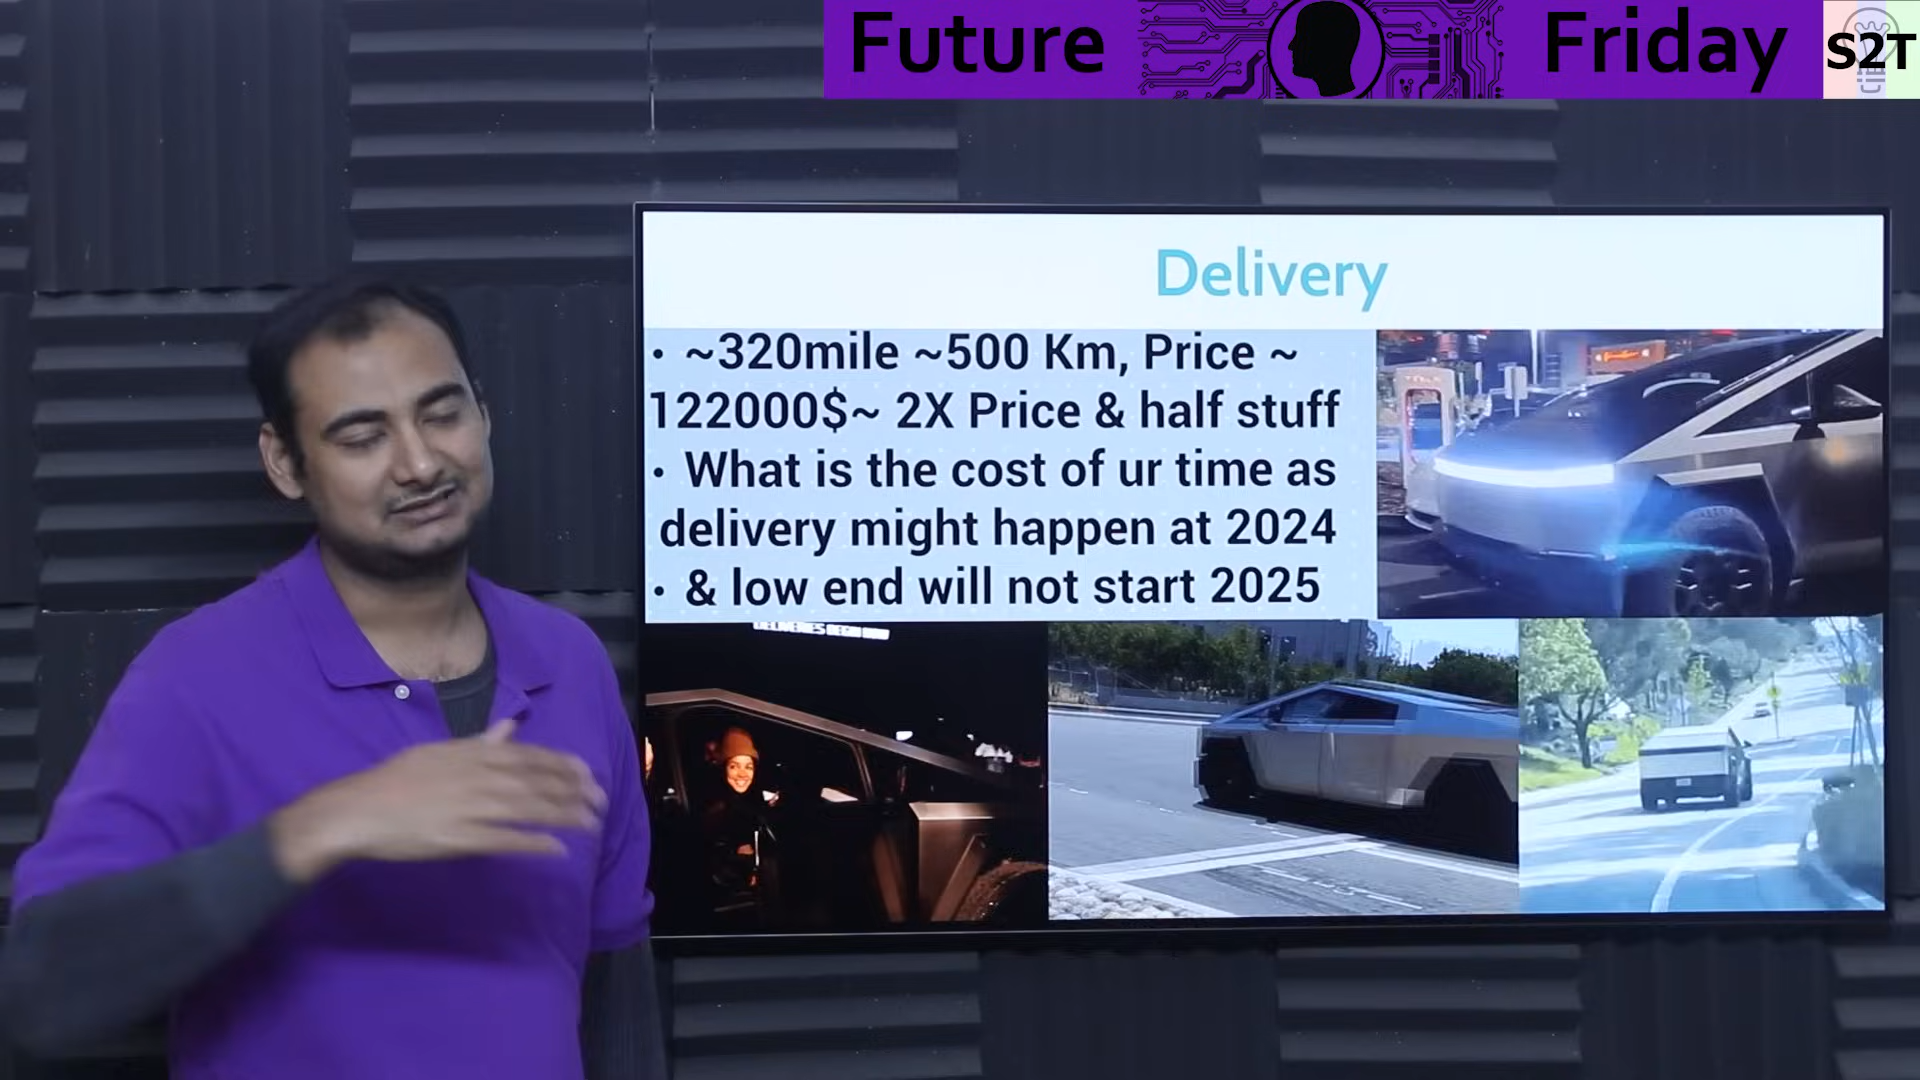 Future Friday S2T
Delivery
• ~320mile ~500 Km, Price ~
122000$~ 2X Price & half stuff
• What is the cost of ur time as
delivery might happen at 2024
• & low end will not start 2025